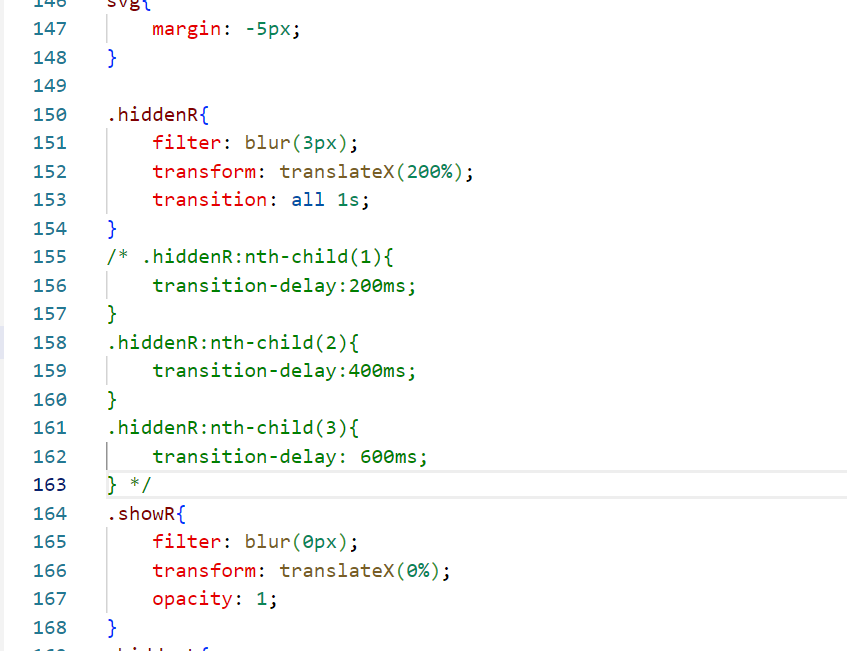 146 svg{
147 margin: -5px;
148 }
149
150 .hiddenR{
151 filter: blur(3px);
152 transform: translateX(200%);
153 transition: all 1s;
154 }
155 /* .hiddenR:nth-child(1){
156 transition-delay:200ms;
157 }
158 .hiddenR:nth-child(2){
159 transition-delay:400ms;
160 }
161 .hiddenR:nth-child(3){
162 transition-delay: 600ms;
163 } */
164 .showR{
165 filter: blur(0px);
166 transform: translateX(0%);
167 opacity: 1;
168 }